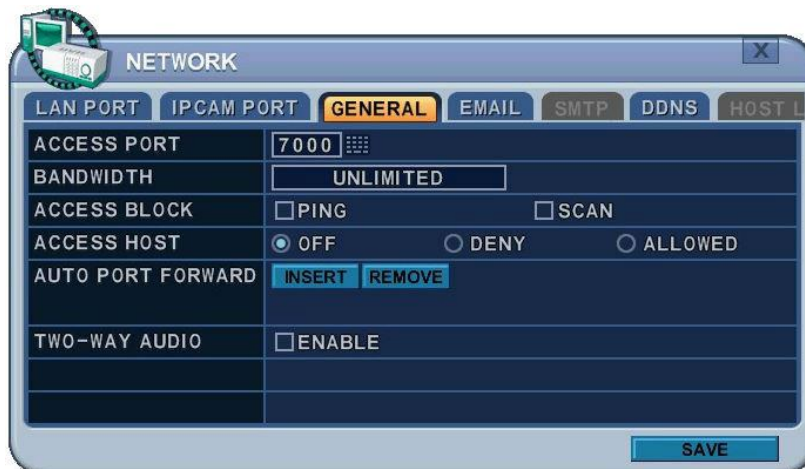 NETWORK
X
LAN PORT IPCAM PORT GENERAL EMAIL SMTP DDNS HOST L
ACCESS PORT 7000
BANDWIDTH UNLIMITED
ACCESS BLOCK PING SCAN
ACCESS HOST OFF DENY ALLOWED
AUTO PORT FORWARD INSERT REMOVE
TWO-WAY AUDIO ENABLE
SAVE